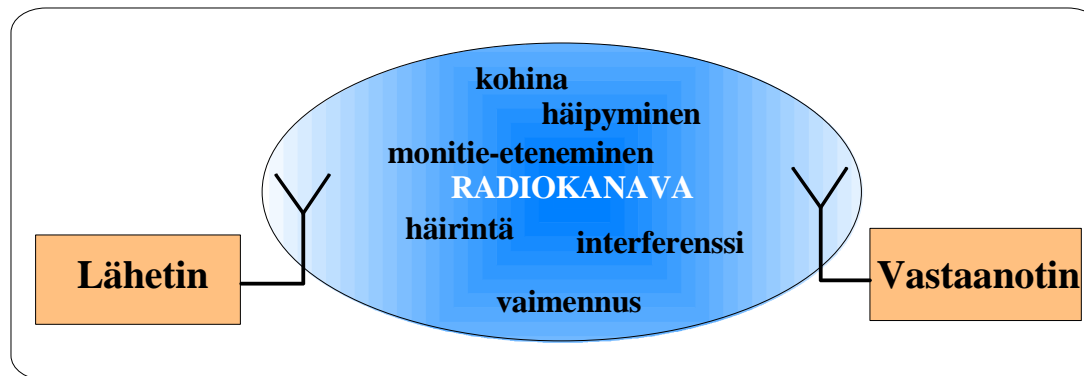 kohina
häipyminen
monitie-eteneminen
RADIOKANAVA
häirintä
interferenssi
Lähetin
Vastaanotin
vaimennus